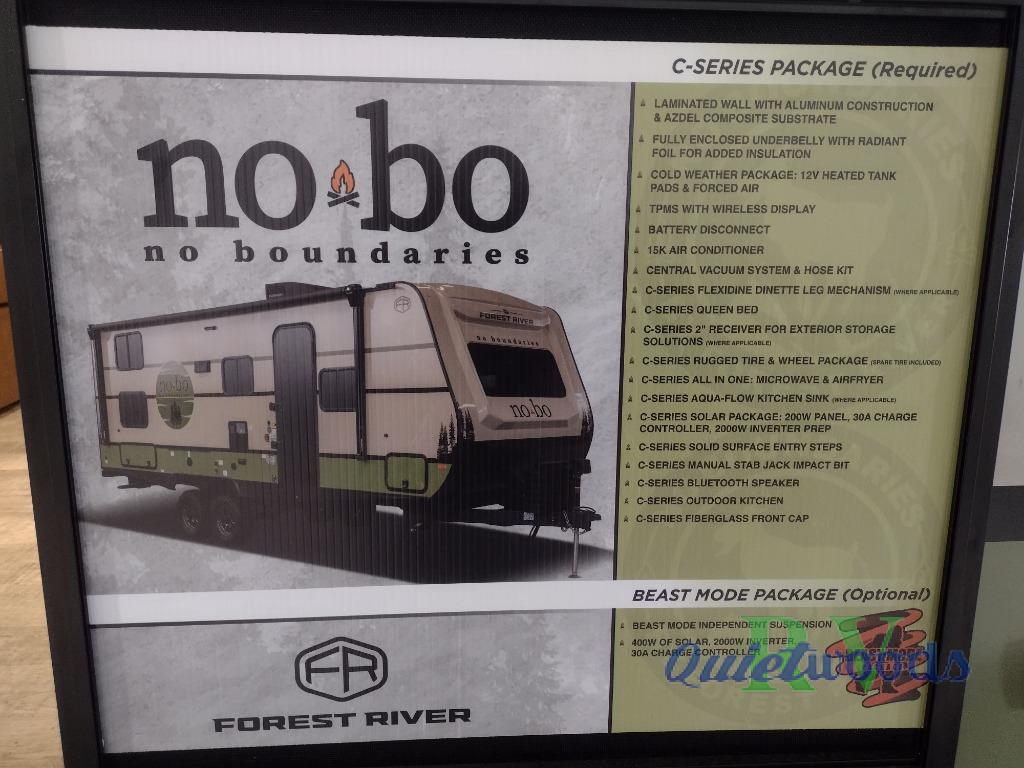 C-SERIES PACKAGE (Required)
no bo
no boundaries
LAMINATED WALL WITH ALUMINUM CONSTRUCTION
& AZDEL COMPOSITE SUBSTRATE
FULLY ENCLOSED UNDERBELLY WITH RADIANT
FOIL FOR ADDED INSULATION
COLD WEATHER PACKAGE: 12V HEATED TANK
PADS & FORCED AIR
TPMS WITH WIRELESS DISPLAY
BATTERY DISCONNECT
15K AIR CONDITIONER
CENTRAL VACUUM SYSTEM & HOSE KIT
C-SERIES FLEXIDINE DINETTE LEG MECHANISM (WHERE APPLICABLE)
C-SERIES QUEEN BED
C-SERIES 2" RECEIVER FOR EXTERIOR STORAGE
SOLUTIONS (WHERE APPLICABLE)
C-SERIES RUGGED TIRE & WHEEL PACKAGE (SPARE TIRE INCLUDED)
C-SERIES ALL IN ONE: MICROWAVE & AIRFRYER
C-SERIES AQUA-FLOW KITCHEN SINK (WHERE APPLICABLE)
C-SERIES SOLAR PACKAGE: 200W PANEL, 30A CHARGE
CONTROLLER, 2000W INVERTER PREP
C-SERIES SOLID SURFACE ENTRY STEPS
C-SERIES MANUAL STAB JACK IMPACT BIT
C-SERIES BLUETOOTH SPEAKER
C-SERIES OUTDOOR KITCHEN
C-SERIES FIBERGLASS FRONT CAP
FR
FOREST RIVER
no boundaries
no·bo
no·bo
BEAST MODE PACKAGE (Optional)
BEAST MODE INDEPENDENT SUSPENSION
400W OF SOLAR, 2000W INVERTER,
30A CHARGE CONTROLLER
Quietwoods
RV
FR
FOREST RIVER